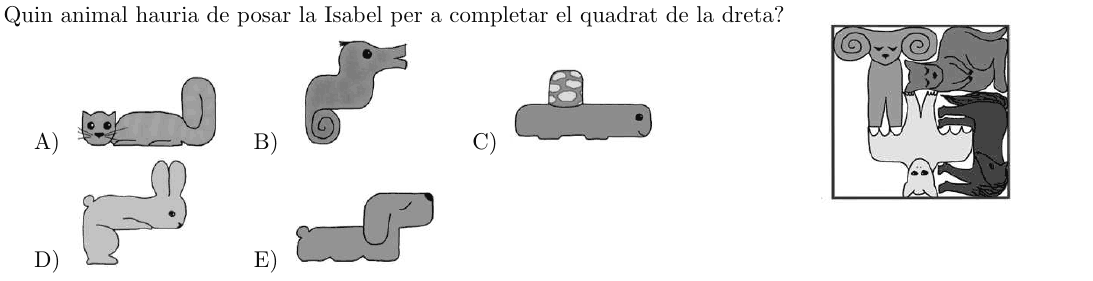 Quin animal hauria de posar la Isabel per a completar el quadrat de la dreta?
A)
B)
C)
D)
E)